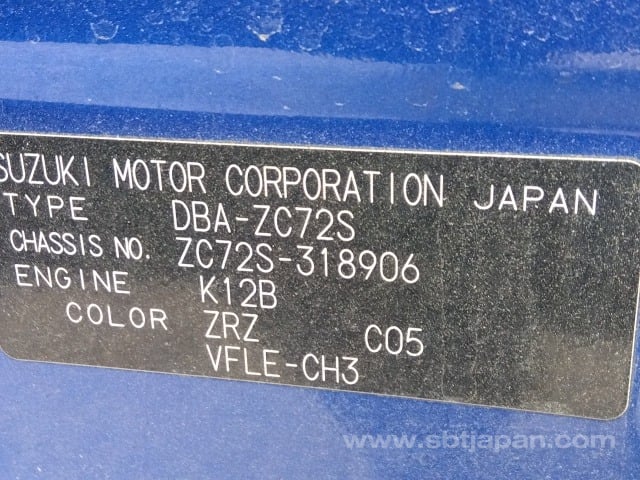 SUZUKI MOTOR CORPORATION JAPAN
TYPE DBA-ZC72S
CHASSIS NO. ZC72S-318906
ENGINE K12B
COLOR ZRZ C05
VFLE-CH3
www.sbtjapan.com